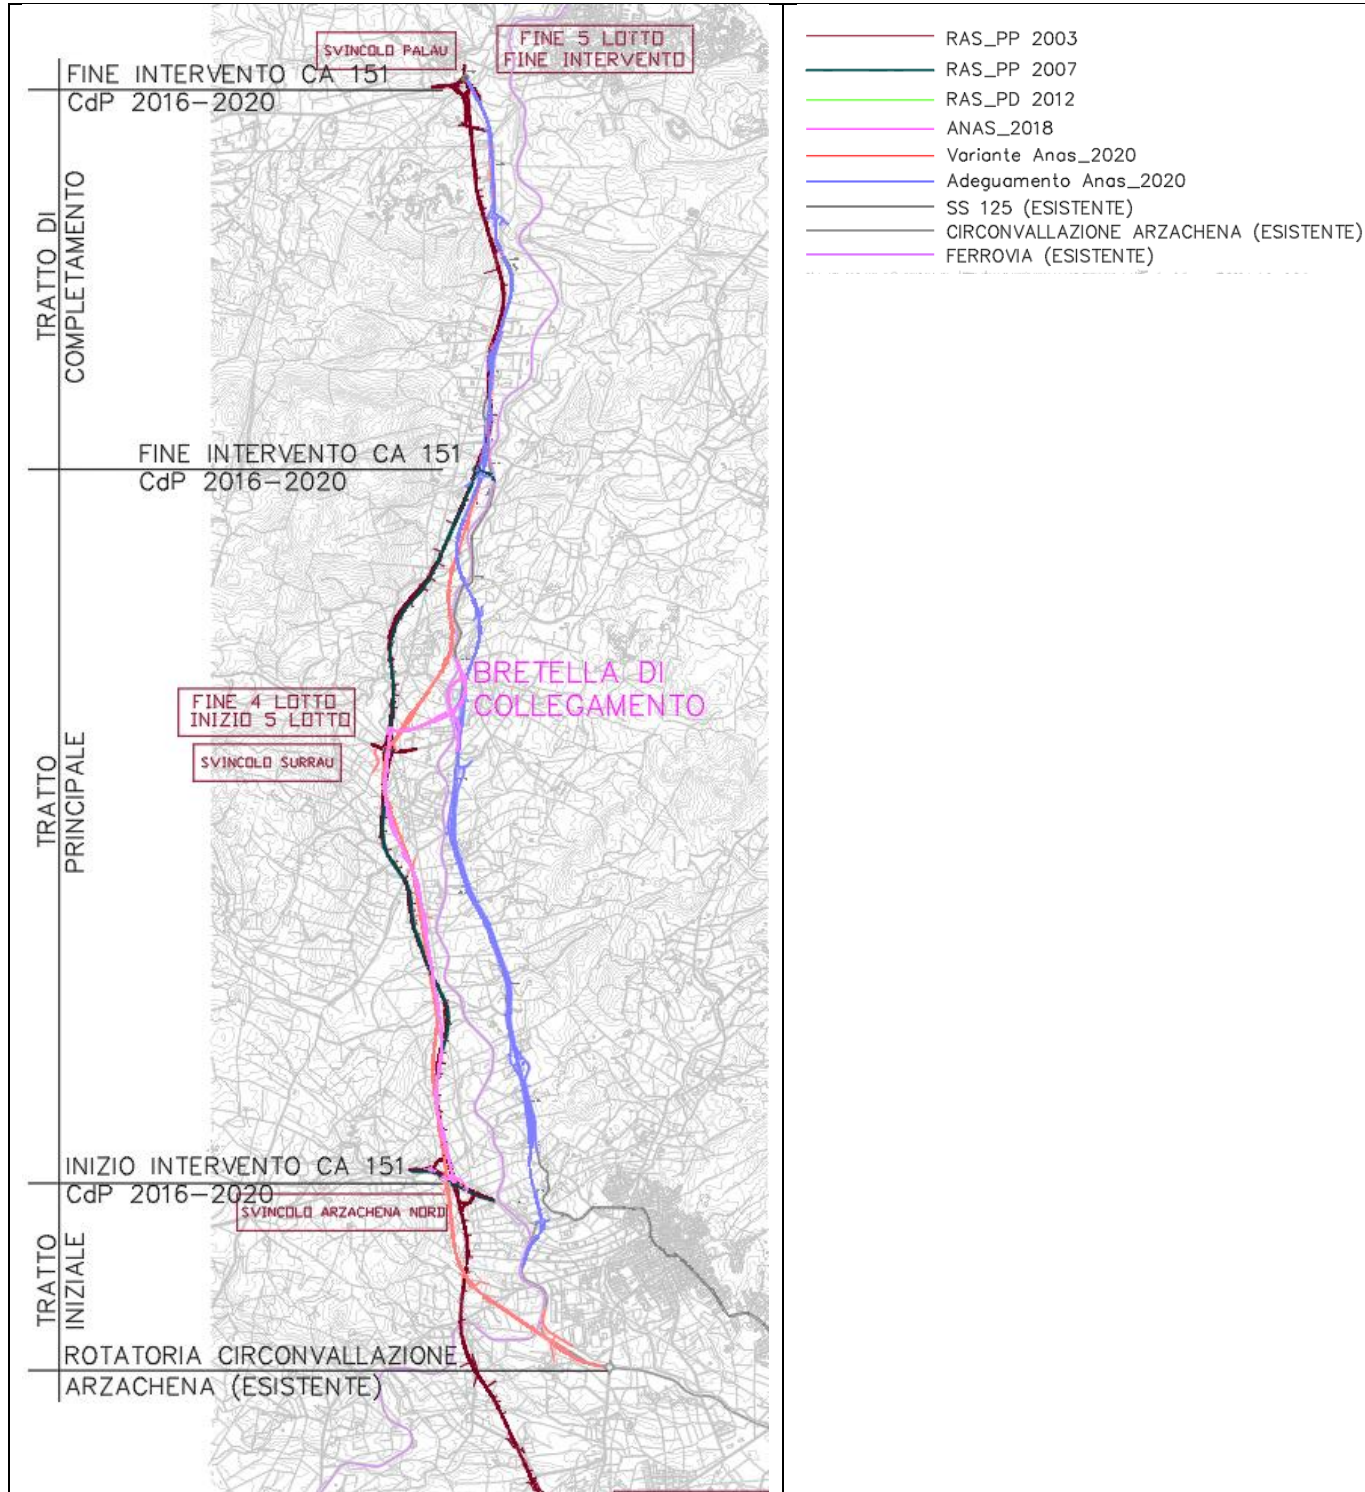 SVINCOLO PALAU
FINE 5 LOTTO
FINE INTERVENTO
FINE INTERVENTO CA 151
CdP 2016-2020
TRATTO DI
COMPLETAMENTO
FINE INTERVENTO CA 151
CdP 2016-2020
BRETELLA DI
COLLEGAMENTO
FINE 4 LOTTO
INIZIO 5 LOTTO
SVINCOLO SURRAU
TRATTO
PRINCIPALE
INIZIO INTERVENTO CA 151
CdP 2016-2020
SVINCOLO ARZACHENA NORD
TRATTO
INIZIALE
ROTATORIA CIRCONVALLAZIONE
ARZACHENA (ESISTENTE)
RAS_PP 2003
RAS_PP 2007
RAS_PD 2012
ANAS_2018
Variante Anas_2020
Adeguamento Anas_2020
SS 125 (ESISTENTE)
CIRCONVALLAZIONE ARZACHENA (ESISTENTE)
FERROVIA (ESISTENTE)